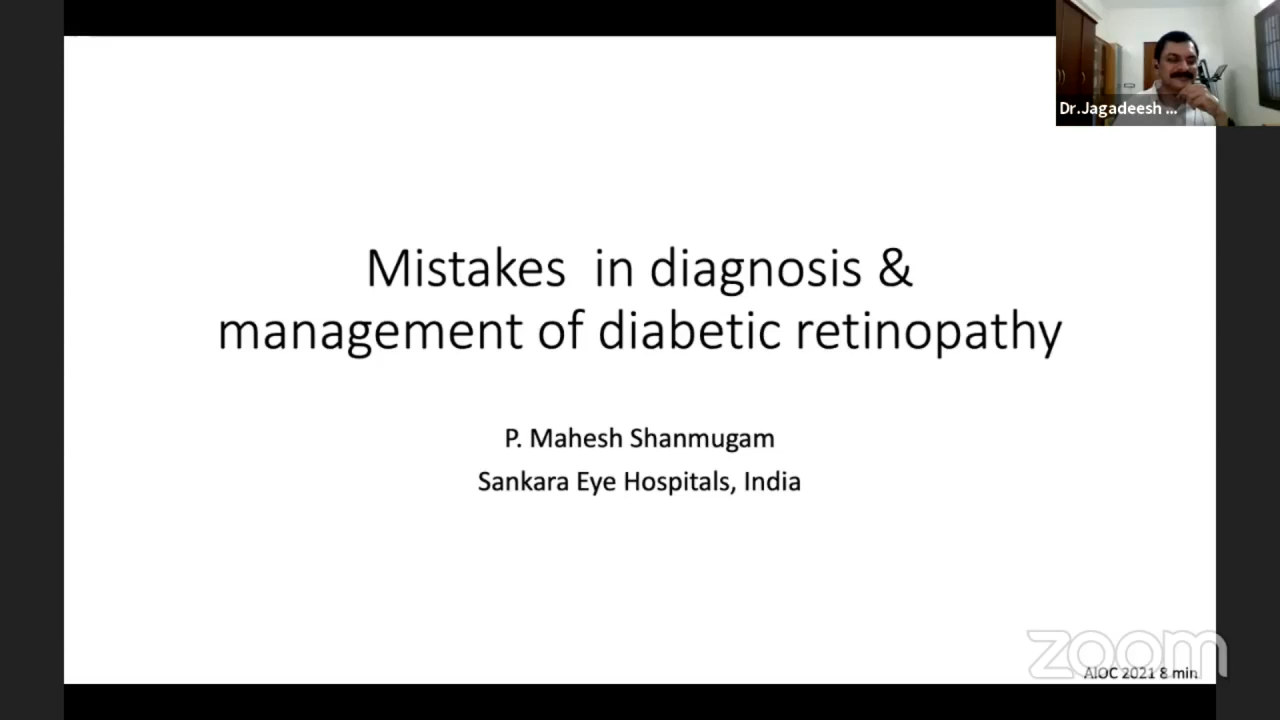 Dr.Jagadeesh ...
Mistakes in diagnosis &
management of diabetic retinopathy
P. Mahesh Shanmugam
Sankara Eye Hospitals, India
zoom
AIOC 2021 8 min